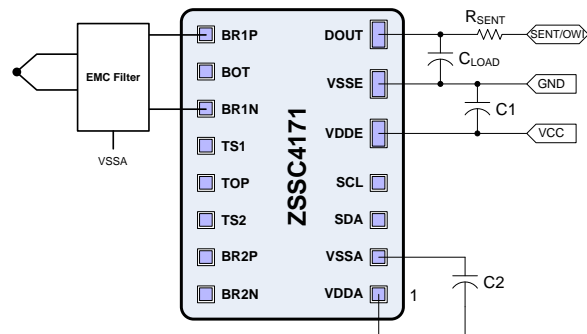 BR1P
BOT
BR1N
TS1
TOP
TS2
BR2P
BR2N
EMC Filter
VSSA
ZSSC4171
DOUT
VSSE
VDDE
SCL
SDA
VSSA
VDDA
1
RSENT
CLOAD
C1
C2
SENT/OWI
GND
VCC